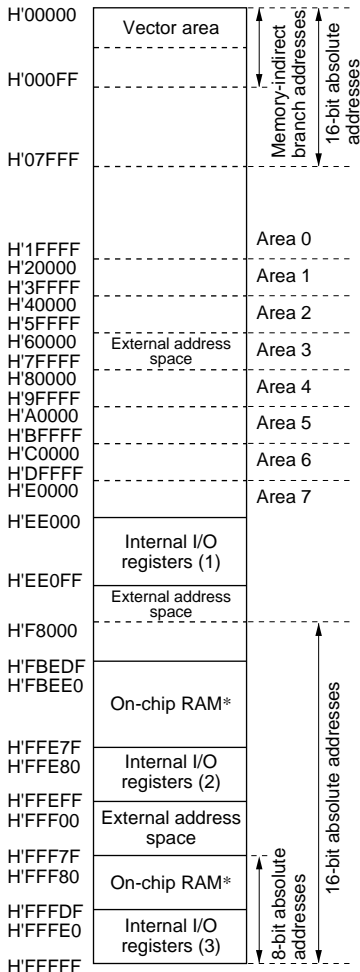 H'00000
Vector area
H'000FF
Memory-indirect
branch addresses
16-bit absolute
addresses
H'07FFF
H'1FFFF
Area 0
H'20000
H'3FFFF
Area 1
H'40000
H'5FFFF
Area 2
H'60000
H'7FFFF
External address
space
Area 3
H'80000
H'9FFFF
Area 4
H'A0000
H'BFFFF
Area 5
H'C0000
H'DFFFF
Area 6
H'E0000
Area 7
H'EE000
Internal I/O
registers (1)
H'EE0FF
External address
space
H'F8000
H'FBEDF
H'FBEE0
On-chip RAM*
H'FFE7F
H'FFE80
Internal I/O
registers (2)
H'FFEFF
H'FFF00
External address
space
H'FFF7F
H'FFF80
On-chip RAM*
H'FFFDF
H'FFFE0
Internal I/O
registers (3)
H'FFFFF
8-bit absolute
addresses
16-bit absolute addresses